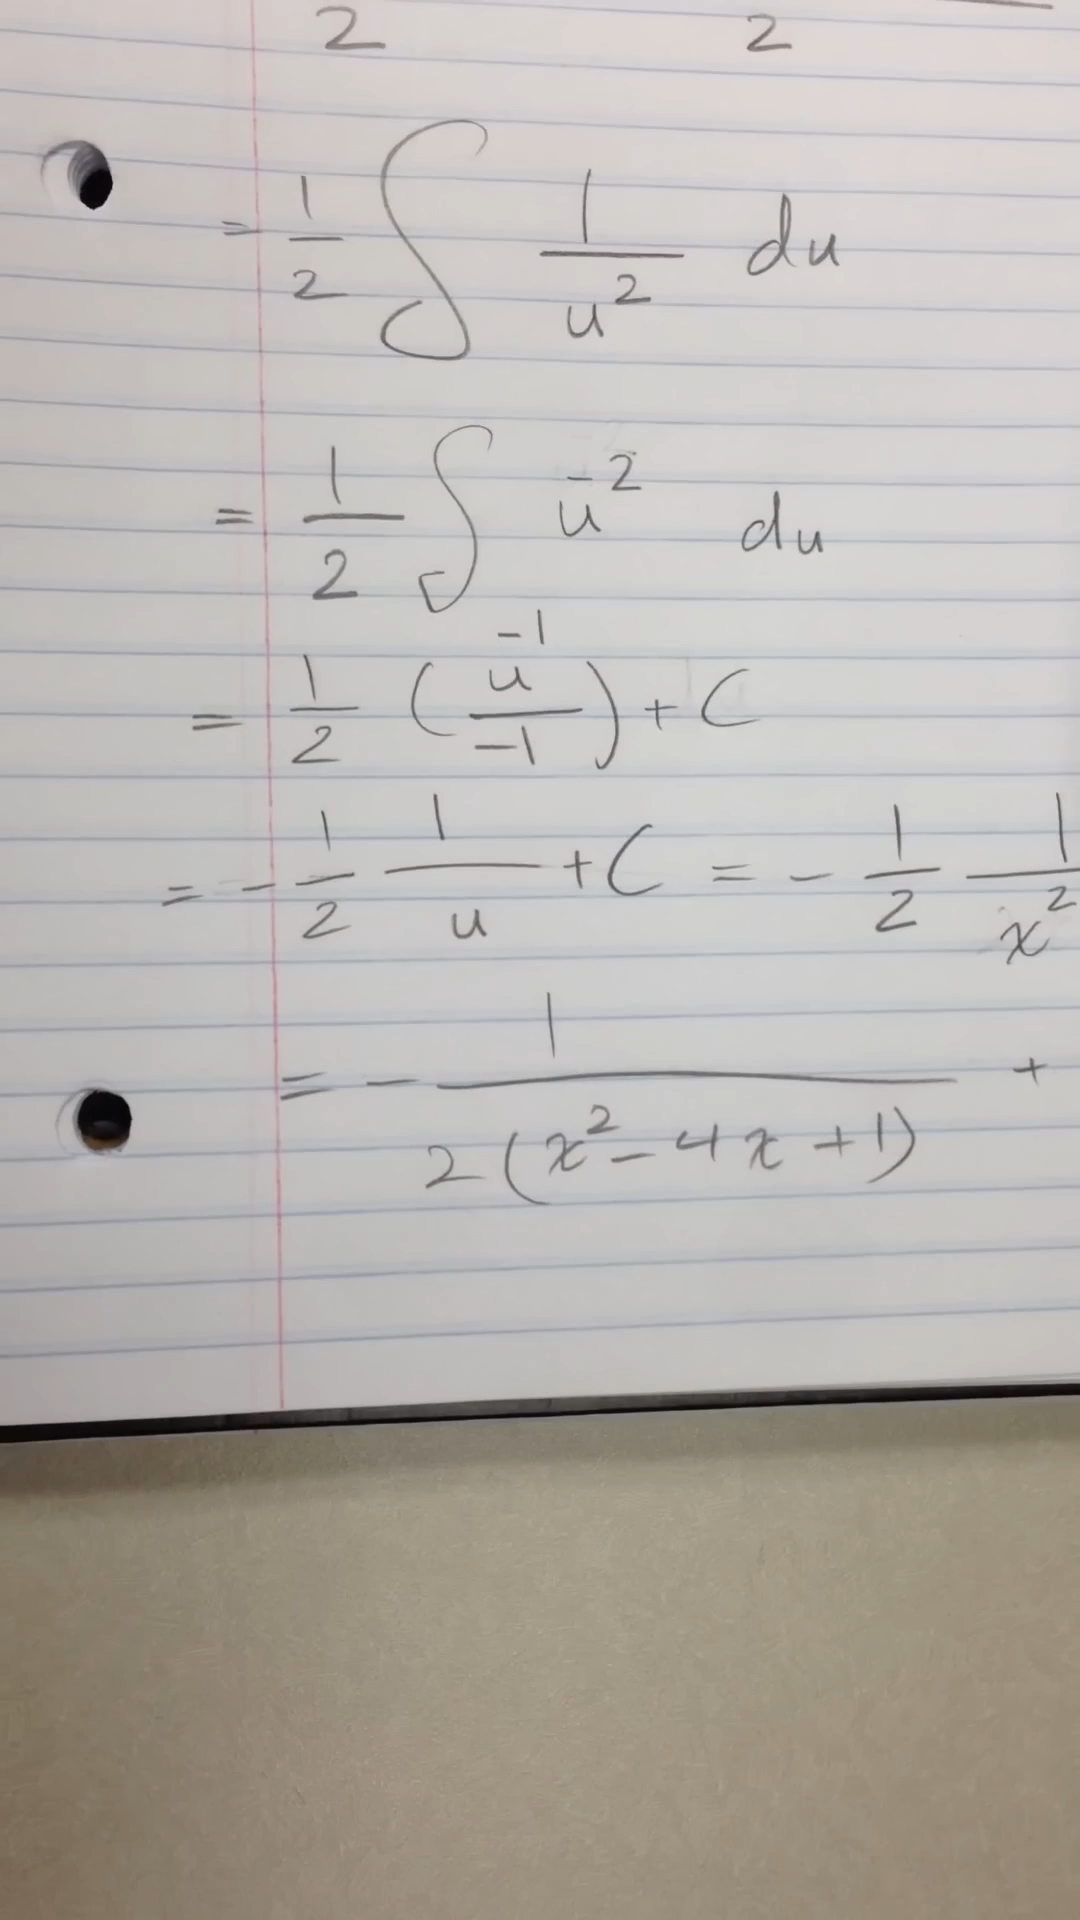 2 2
= 1/2 ∫ 1/u² du
= 1/2 ∫ u⁻² du
= 1/2 (u⁻¹/-1) + C
= - 1/2 1/u + C = - 1/2 1/x²
= - 1/2(x² - 4x + 1) +